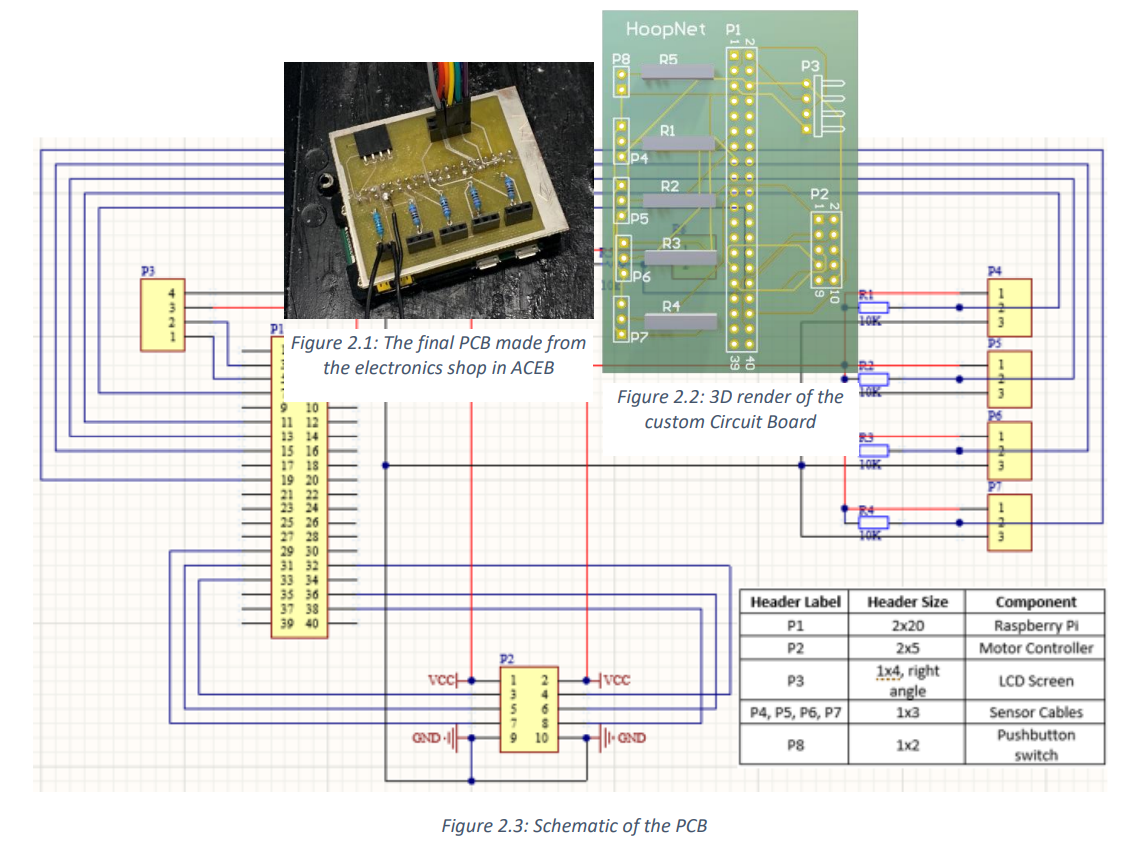 HoopNet
P1
1 2
P8
R5
P3
P4
R1
R2
P2
1 2
P5
R3
P6
9 10
R4
P7
39 40
Figure 2.1: The final PCB made from
the electronics shop in ACEB
Figure 2.2: 3D render of the
custom Circuit Board
P3
4
3
2
1
9 10
11 12
13 14
15 16
17 18
19 20
21 22
23 24
25 26
27 28
29 30
31 32
33 34
35 36
37 38
39 40
P4
R1
10K
1
2
3
P5
R2
10K
1
2
3
P6
R3
10K
1
2
3
P7
R4
10K
1
2
3
P2
VCC 1 2 VCC
3 4
5 6
7 8
GND 9 10 GND
Header Label Header Size Component
P1 2x20 Raspberry Pi
P2 2x5 Motor Controller
P3 1x4, right angle LCD Screen
P4, P5, P6, P7 1x3 Sensor Cables
P8 1x2 Pushbutton switch
Figure 2.3: Schematic of the PCB